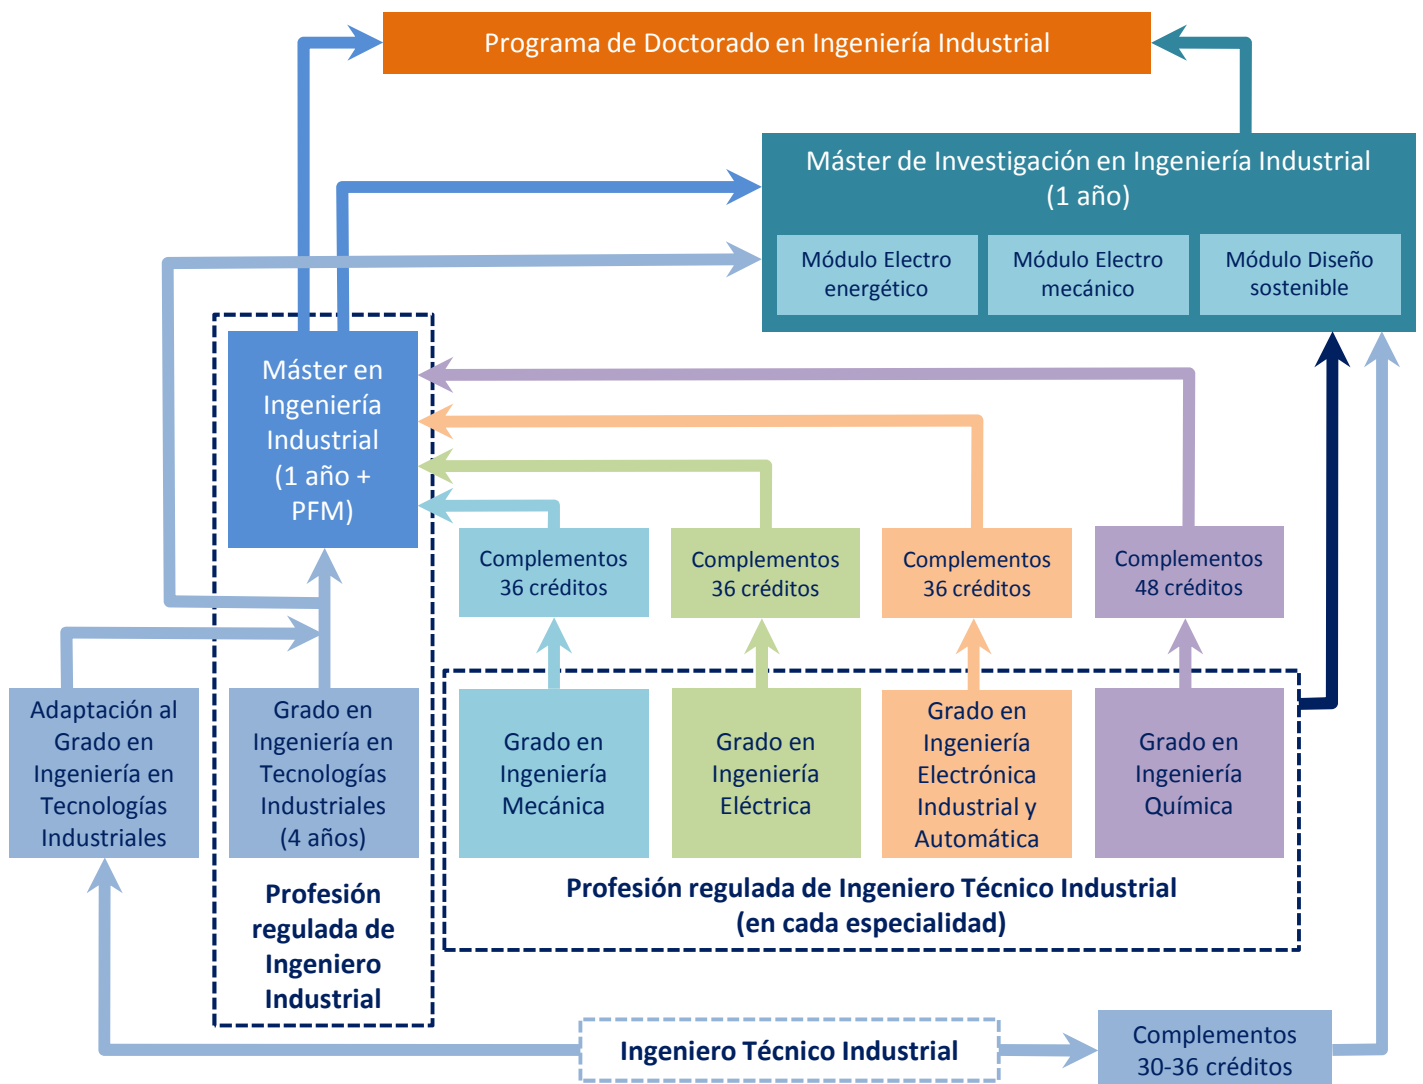 Programa de Doctorado en Ingeniería Industrial
Máster de Investigación en Ingeniería Industrial
(1 año)
Módulo Electro
energético
Módulo Electro
mecánico
Módulo Diseño
sostenible
Máster en
Ingeniería
Industrial
(1 año +
PFM)
Complementos
36 créditos
Complementos
36 créditos
Complementos
36 créditos
Complementos
48 créditos
Adaptación al
Grado en
Ingeniería en
Tecnologías
Industriales
Grado en
Ingeniería en
Tecnologías
Industriales
(4 años)
Grado en
Ingeniería
Mecánica
Grado en
Ingeniería
Eléctrica
Grado en
Ingeniería
Electrónica
Industrial y
Automática
Grado en
Ingeniería
Química
Profesión
regulada de
Ingeniero
Industrial
Profesión regulada de Ingeniero Técnico Industrial
(en cada especialidad)
Ingeniero Técnico Industrial
Complementos
30-36 créditos